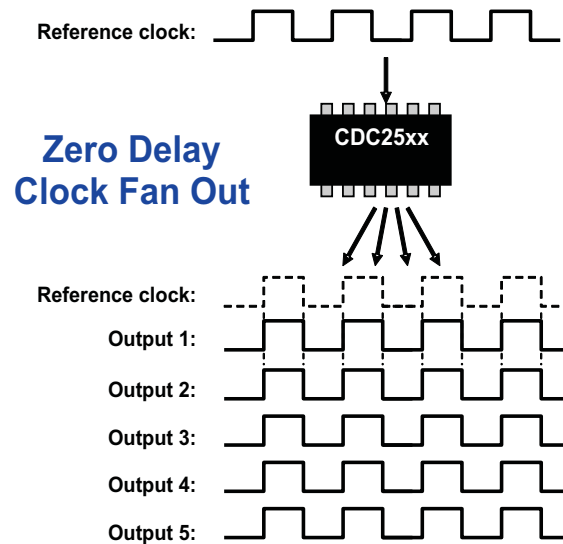 Reference clock:
CDC25xx
Zero Delay
Clock Fan Out
Reference clock:
Output 1:
Output 2:
Output 3:
Output 4:
Output 5: